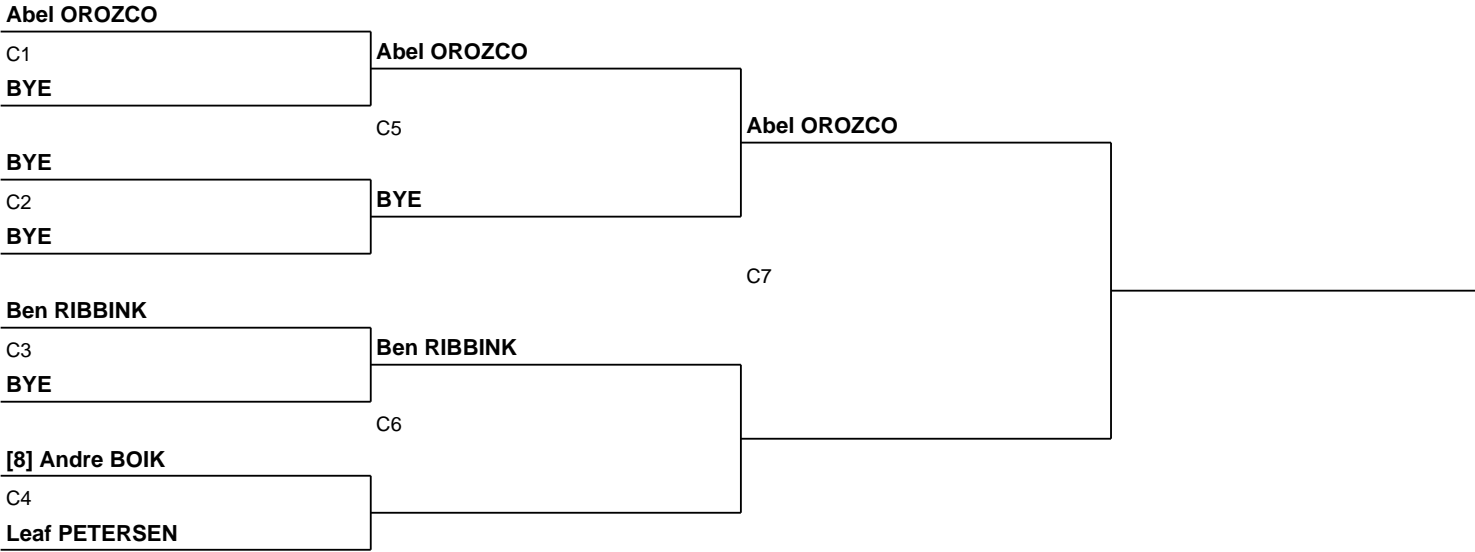 Abel OROZCO
C1
BYE
Abel OROZCO
C5
Abel OROZCO
BYE
C2
BYE
BYE
C7
Ben RIBBINK
C3
BYE
Ben RIBBINK
C6
[8] Andre BOIK
C4
Leaf PETERSEN